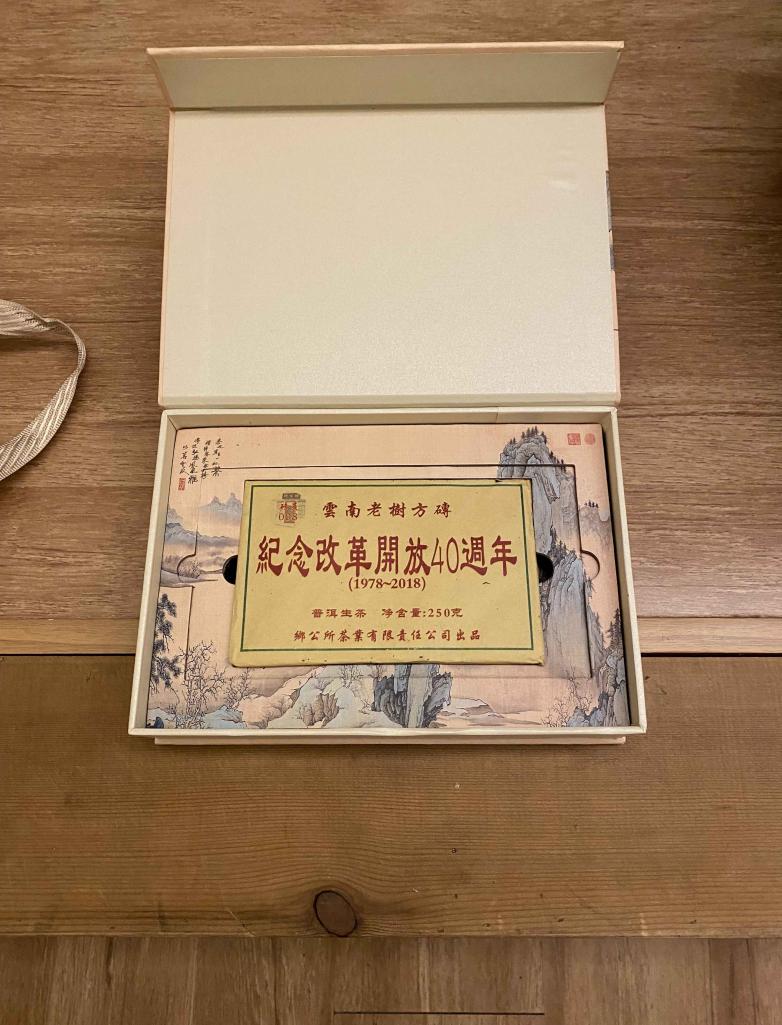 雲南老樹方磚
紀念改革開放40週年
(1978~2018)
普洱生茶 净含量:250克
鄉公所茶業有限責任公司出品